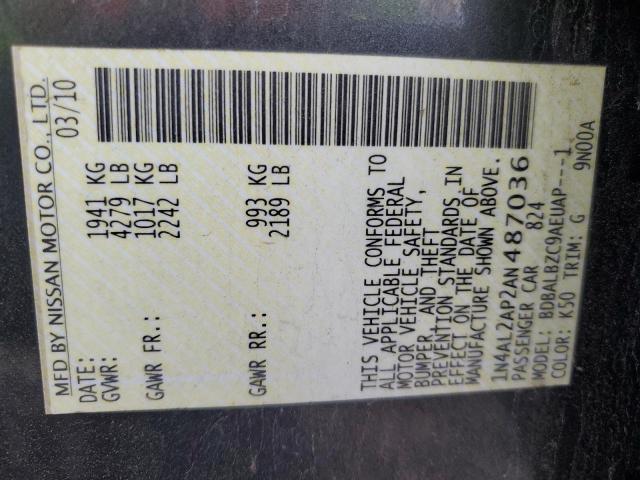 MFD BY NISSAN MOTOR CO., LTD.
DATE: 03/10
GVWR: 1941 KG
4279 LB
GAWR FR.: 1017 KG
2242 LB
GAWR RR.: 993 KG
2189 LB
THIS VEHICLE CONFORMS TO
ALL APPLICABLE FEDERAL
MOTOR VEHICLE SAFETY,
BUMPER, AND THEFT
PREVENTION STANDARDS IN
EFFECT ON THE DATE OF
MANUFACTURE SHOWN ABOVE.
1N4AL2AP2AN487036
PASSENGER CAR 824
MODEL: BDBALBZC9AEUAP---1
COLOR: K50 TRIM: G 9N00A